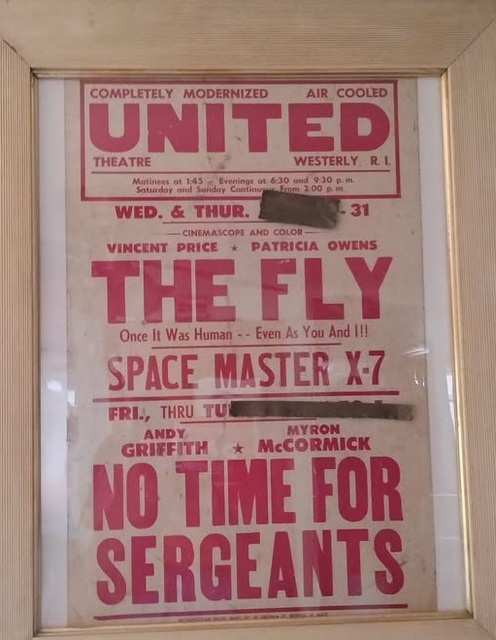 COMPLETELY MODERNIZED AIR COOLED
UNITED
THEATRE WESTERLY, R. I.
Matinees at 1:45 - Evenings at 6:30 and 9:30 p. m.
Saturday and Sunday Continuous From 2:00 p. m.
WED. & THUR. - 31
CINEMASCOPE AND COLOR
VINCENT PRICE ★ PATRICIA OWENS
THE FLY
Once It Was Human - - Even As You And I!!
SPACE MASTER X-7
FRI., THRU TU
ANDY GRIFFITH ★ MYRON McCORMICK
NO TIME FOR
SERGEANTS